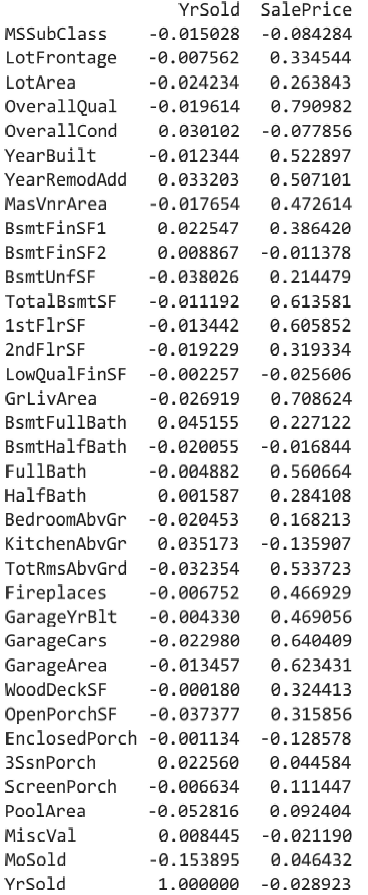 YrSold SalePrice
MSSubClass -0.015028 -0.084284
LotFrontage -0.007562 0.334544
LotArea -0.024234 0.263843
OverallQual -0.019614 0.790982
OverallCond 0.030102 -0.077856
YearBuilt -0.012344 0.522897
YearRemodAdd 0.033203 0.507101
MasVnrArea -0.017654 0.472614
BsmtFinSF1 0.022547 0.386420
BsmtFinSF2 0.008867 -0.011378
BsmtUnfSF -0.038026 0.214479
TotalBsmtSF -0.011192 0.613581
1stFlrSF -0.013442 0.605852
2ndFlrSF -0.019229 0.319334
LowQualFinSF -0.002257 -0.025606
GrLivArea -0.026919 0.708624
BsmtFullBath 0.045155 0.227122
BsmtHalfBath -0.020055 -0.016844
FullBath -0.004882 0.560664
HalfBath 0.001587 0.284108
BedroomAbvGr -0.020453 0.168213
KitchenAbvGr 0.035173 -0.135907
TotRmsAbvGrd -0.032354 0.533723
Fireplaces -0.006752 0.466929
GarageYrBlt -0.004330 0.469056
GarageCars -0.022980 0.640409
GarageArea -0.013457 0.623431
WoodDeckSF -0.000180 0.324413
OpenPorchSF -0.037377 0.315856
EnclosedPorch -0.001134 -0.128578
3SsnPorch 0.022560 0.044584
ScreenPorch -0.006634 0.111447
PoolArea -0.052816 0.092404
MiscVal 0.008445 -0.021190
MoSold -0.153895 0.046432
YrSold 1.000000 -0.028923